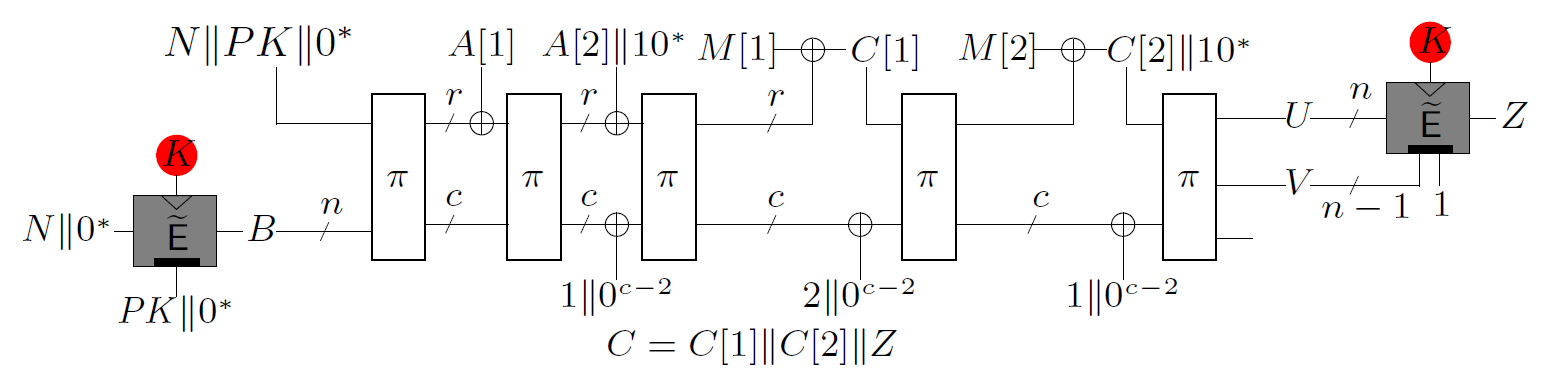 N∥PK∥0* A[1] A[2]∥10* M[1] C[1] M[2] C[2]∥10* K
r r r n
U Ẽ Z
K π π π π π
c c c c V
N∥0* Ẽ B n n − 1 1
PK∥0* 1∥0^{c−2} 2∥0^{c−2} 1∥0^{c−2}
C = C[1]∥C[2]∥Z